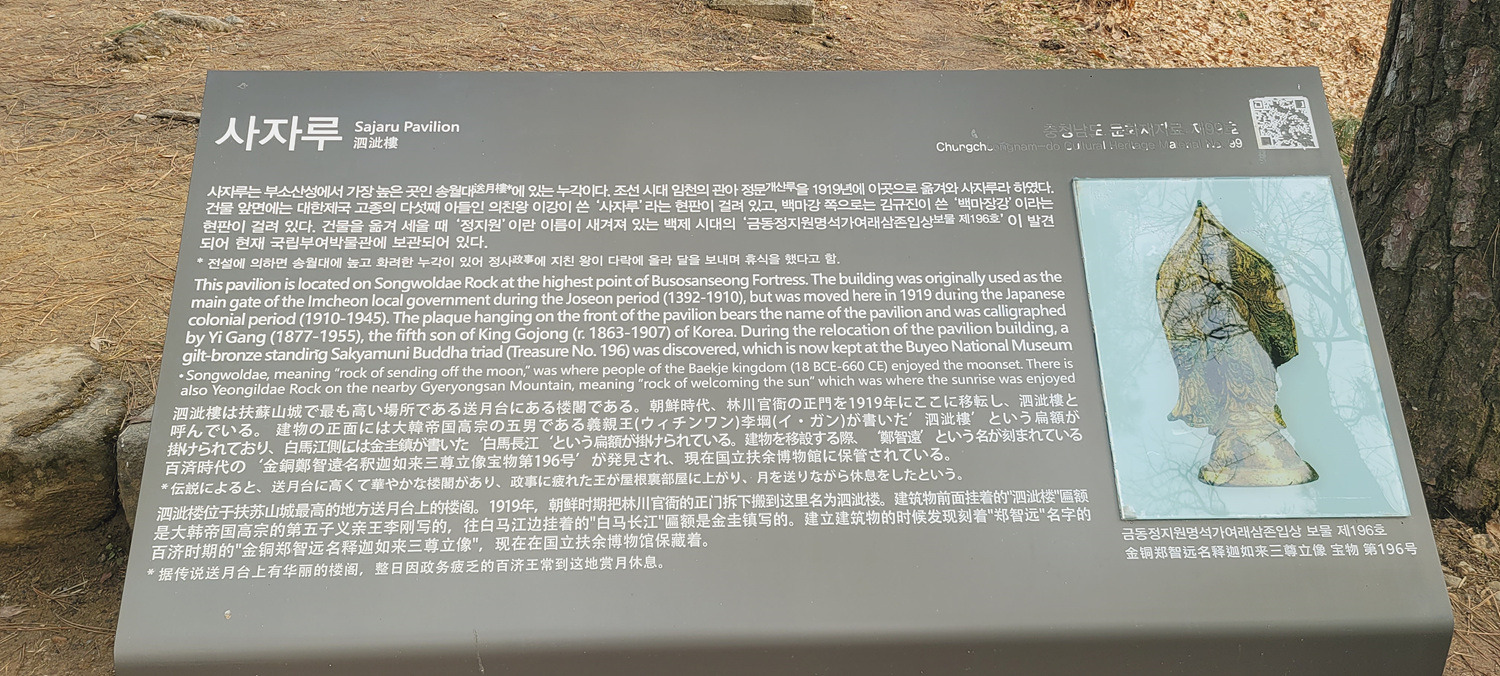 사자루 Sajaru Pavilion
泗泚樓
충청남도 문화재자료 제99호
Chungcheongnam-do Cultural Heritage Material No. 99
사자루는 부소산성에서 가장 높은 곳인 송월대送月樓*에 있는 누각이다. 조선 시대 임천의 관아 정문개산루을 1919년에 이곳으로 옮겨와 사자루라 하였다.
건물 앞면에는 대한제국 고종의 다섯째 아들인 의친왕 이강이 쓴 ‘사자루’라는 현판이 걸려 있고, 백마강 쪽으로는 김규진이 쓴 ‘백마장강’이라는
현판이 걸려 있다. 건물을 옮겨 세울 때 ‘정지원’이란 이름이 새겨져 있는 백제 시대의 ‘금동정지원명석가여래삼존입상보물 제196호’이 발견
되어 현재 국립부여박물관에 보관되어 있다.
* 전설에 의하면 송월대에 높고 화려한 누각이 있어 정사政事에 지친 왕이 다락에 올라 달을 보내며 휴식을 했다고 함.
This pavilion is located on Songwoldae Rock at the highest point of Busosanseong Fortress. The building was originally used as the
main gate of the Imcheon local government during the Joseon period (1392-1910), but was moved here in 1919 during the Japanese
colonial period (1910-1945). The plaque hanging on the front of the pavilion bears the name of the pavilion and was calligraphed
by Yi Gang (1877-1955), the fifth son of King Gojong (r. 1863-1907) of Korea. During the relocation of the pavilion building, a
gilt-bronze standing Sakyamuni Buddha triad (Treasure No. 196) was discovered, which is now kept at the Buyeo National Museum
• Songwoldae, meaning “rock of sending off the moon,” was where people of the Baekje kingdom (18 BCE-660 CE) enjoyed the moonset. There is
also Yeongildae Rock on the nearby Gyeryongsan Mountain, meaning “rock of welcoming the sun” which was where the sunrise was enjoyed
泗泚樓は扶蘇山城で最も高い場所である送月台にある楼閣である。朝鮮時代、林川官衙の正門を1919年にここに移転し、泗泚樓と
呼んでいる。 建物の正面には大韓帝国高宗の五男である義親王(ウィチンワン)李堈(イ・ガン)が書いた‘泗泚樓’という扁額が
掛けられており、白馬江側には金圭鎮が書いた‘白馬長江‘という扁額が掛けられている。建物を移設する際、‘鄭智遠’という名が刻まれている
百済時代の‘金銅鄭智遠名釈迦如来三尊立像宝物第196号’が発見され、現在国立扶余博物館に保管されている。
*伝説によると、送月台に高くて華やかな楼閣があり、政事に疲れた王が屋根裏部屋に上がり、月を送りながら休息をしたという。
泗泚楼位于扶苏山城最高的地方送月台上的楼阁。1919年，朝鲜时期把林川官衙的正门拆下搬到这里名为泗泚楼。建筑物前面挂着的"泗泚楼"匾额
是大韩帝国高宗的第五子义亲王李刚写的，往白马江边挂着的"白马长江"匾额是金圭镇写的。建立建筑物的时候发现刻着"郑智远"名字的
百济时期的"金铜郑智远名释迦如来三尊立像"，现在在国立扶余博物馆保藏着。
* 据传说送月台上有华丽的楼阁，整日因政务疲乏的百济王常到这地赏月休息。
금동정지원명석가여래삼존입상 보물 제196호
金铜郑智远名释迦如来三尊立像 宝物 第196号